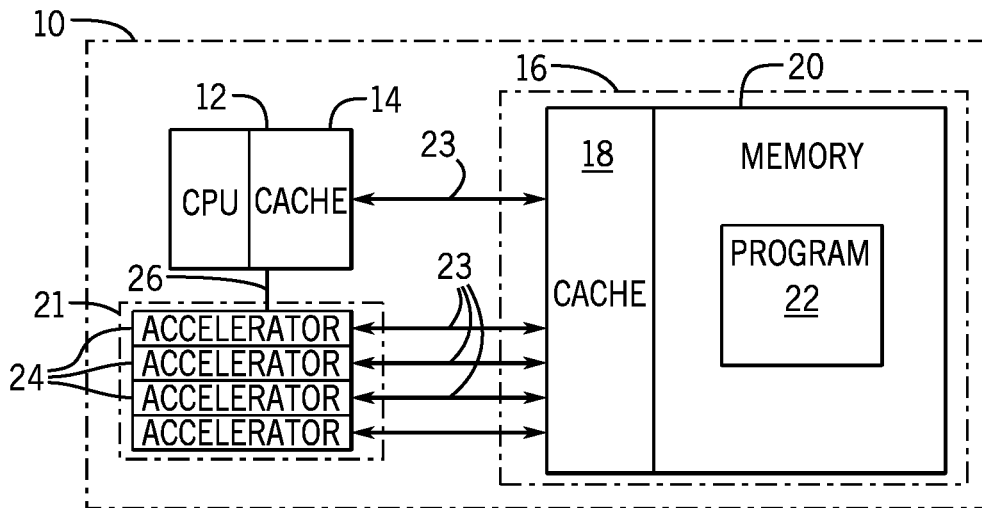 10
16
20
12
14
23
18
MEMORY
CPU
CACHE
PROGRAM
22
26
23
CACHE
21
ACCELERATOR
ACCELERATOR
24
ACCELERATOR
ACCELERATOR